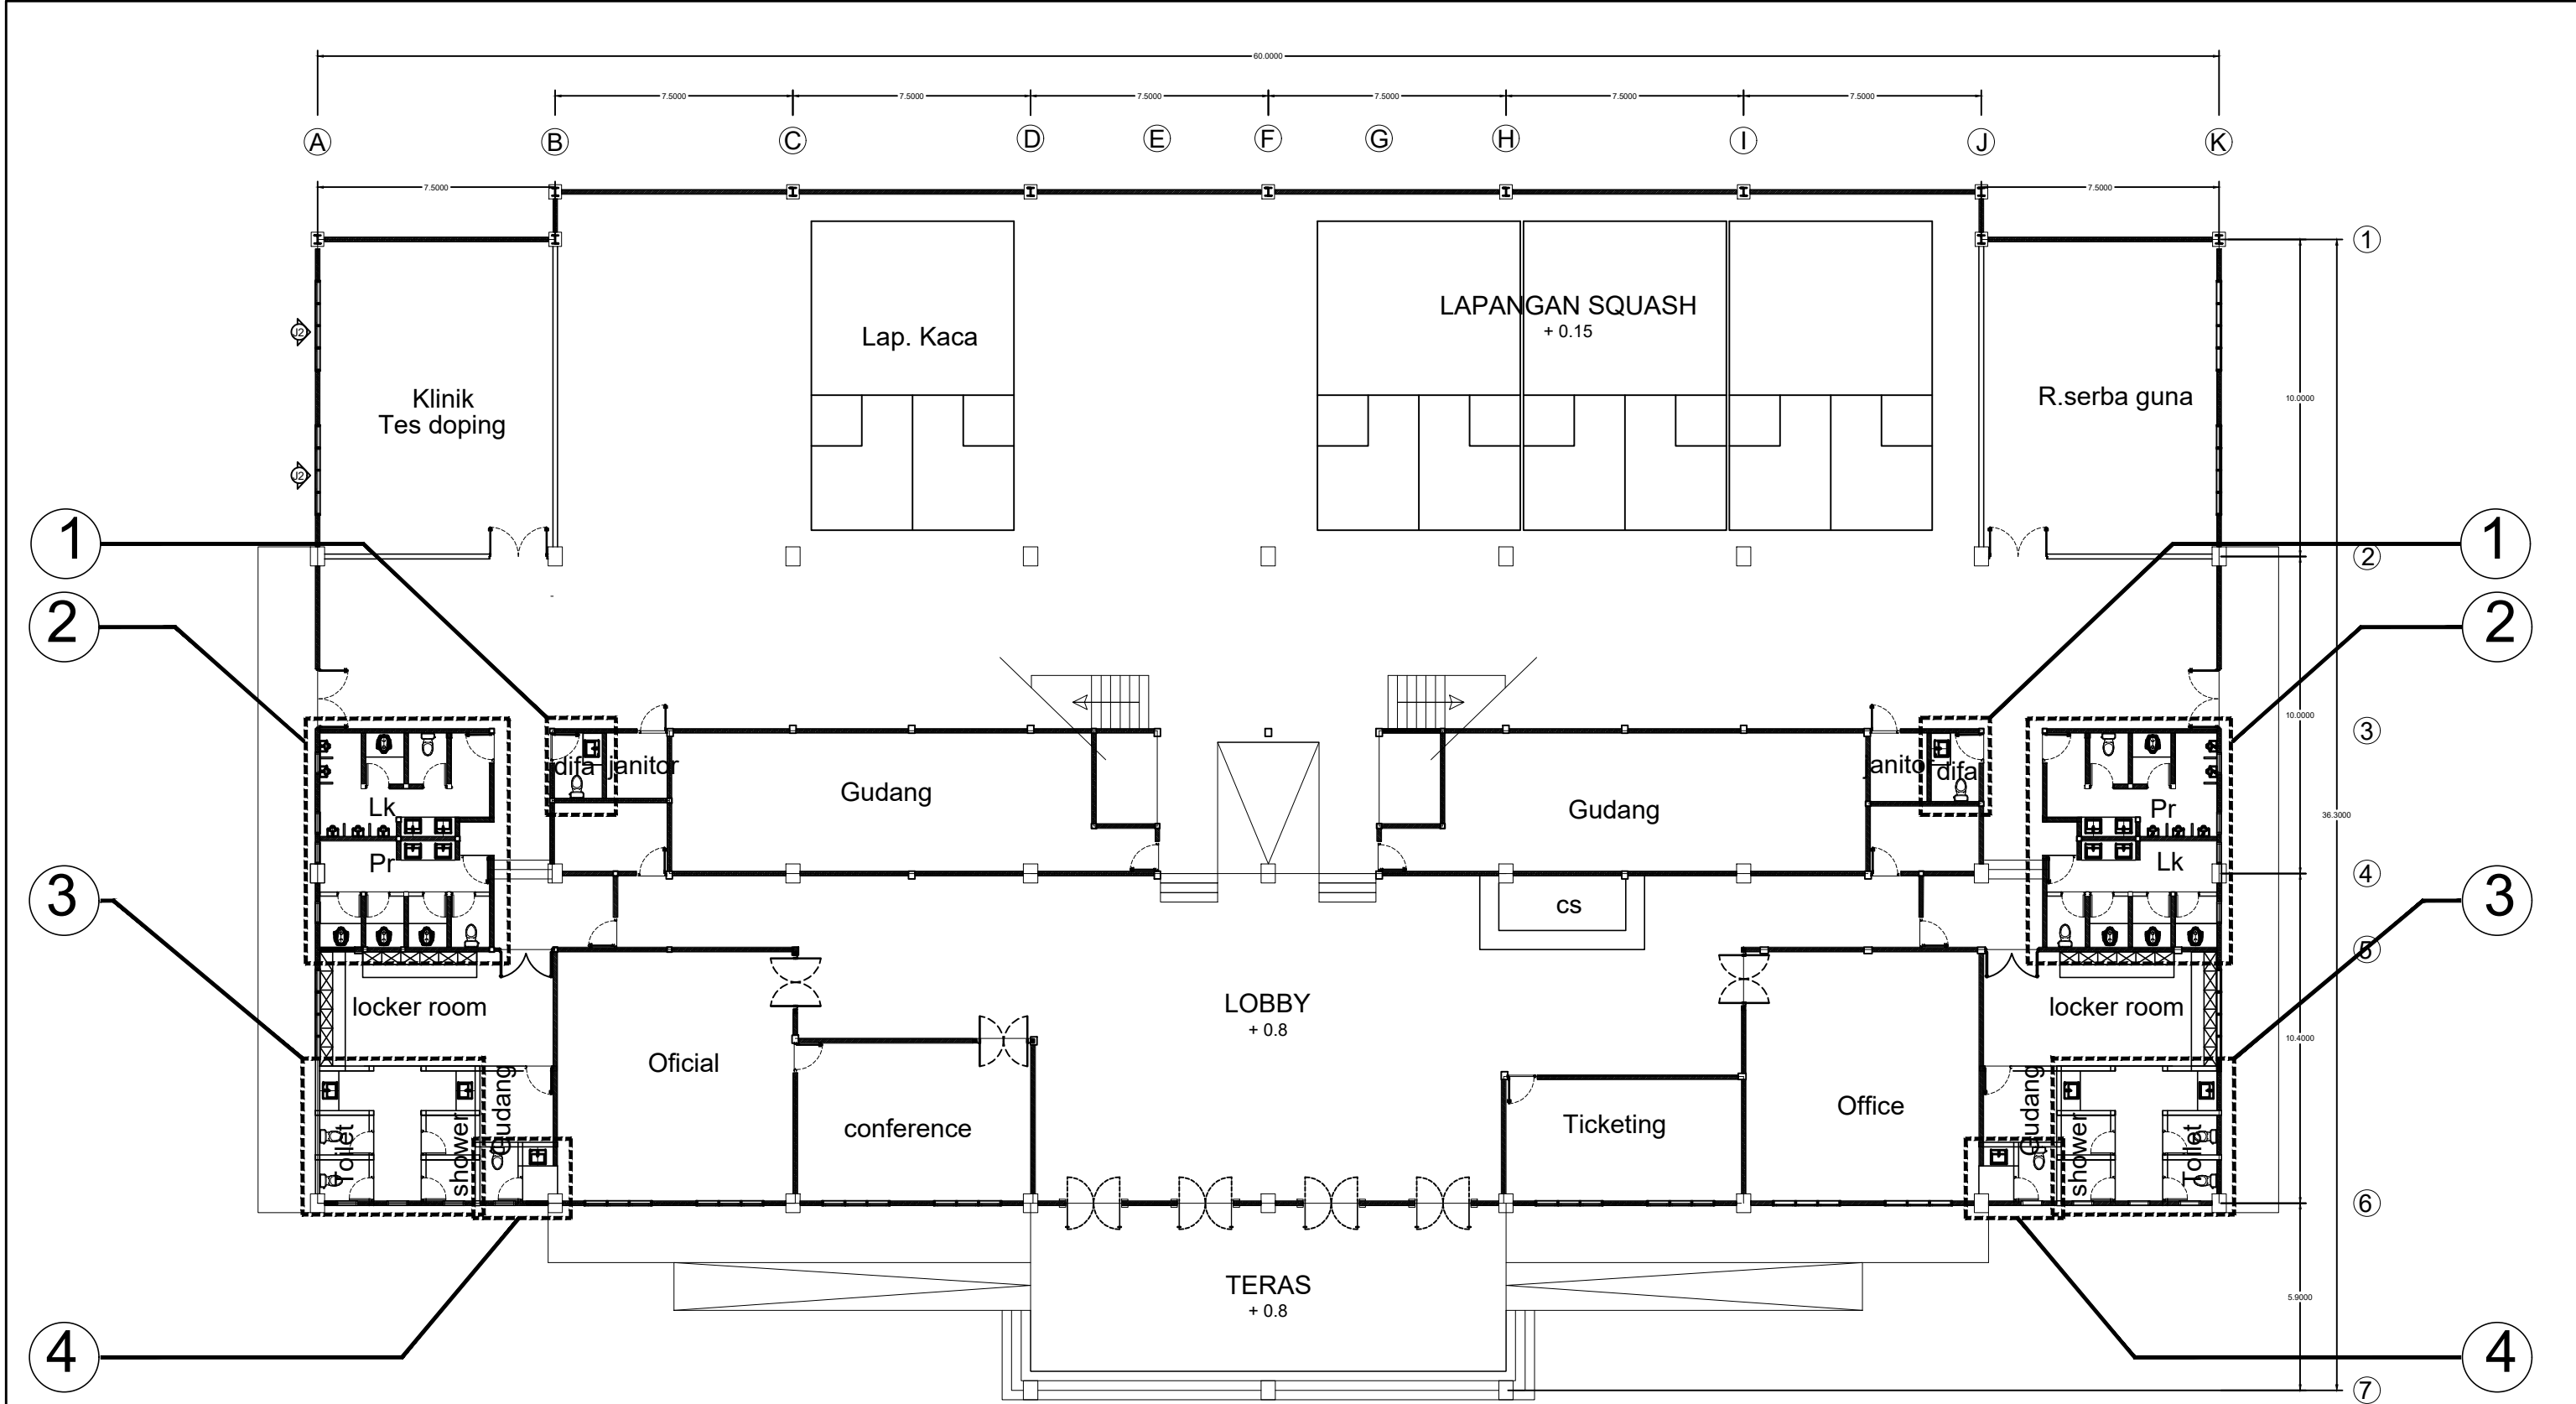 60.0000
7.5000
7.5000
7.5000
7.5000
7.5000
7.5000
A
B
C
D
E
F
G
H
I
J
K
7.5000
7.5000
1
LAPANGAN SQUASH
+ 0.15
J2
Lap. Kaca
Klinik
Tes doping
R.serba guna
10.0000
J2
1
1
2
2
2
10.0000
3
difa
janitor
janitor
difa
Gudang
Gudang
Lk
Pr
36.3000
Pr
Lk
4
3
3
cs
5
locker room
LOBBY
+ 0.8
locker room
10.4000
Oficial
Gudang
Gudang
conference
Ticketing
Office
Toilet
shower
shower
Toilet
6
TERAS
+ 0.8
5.9000
4
4
7